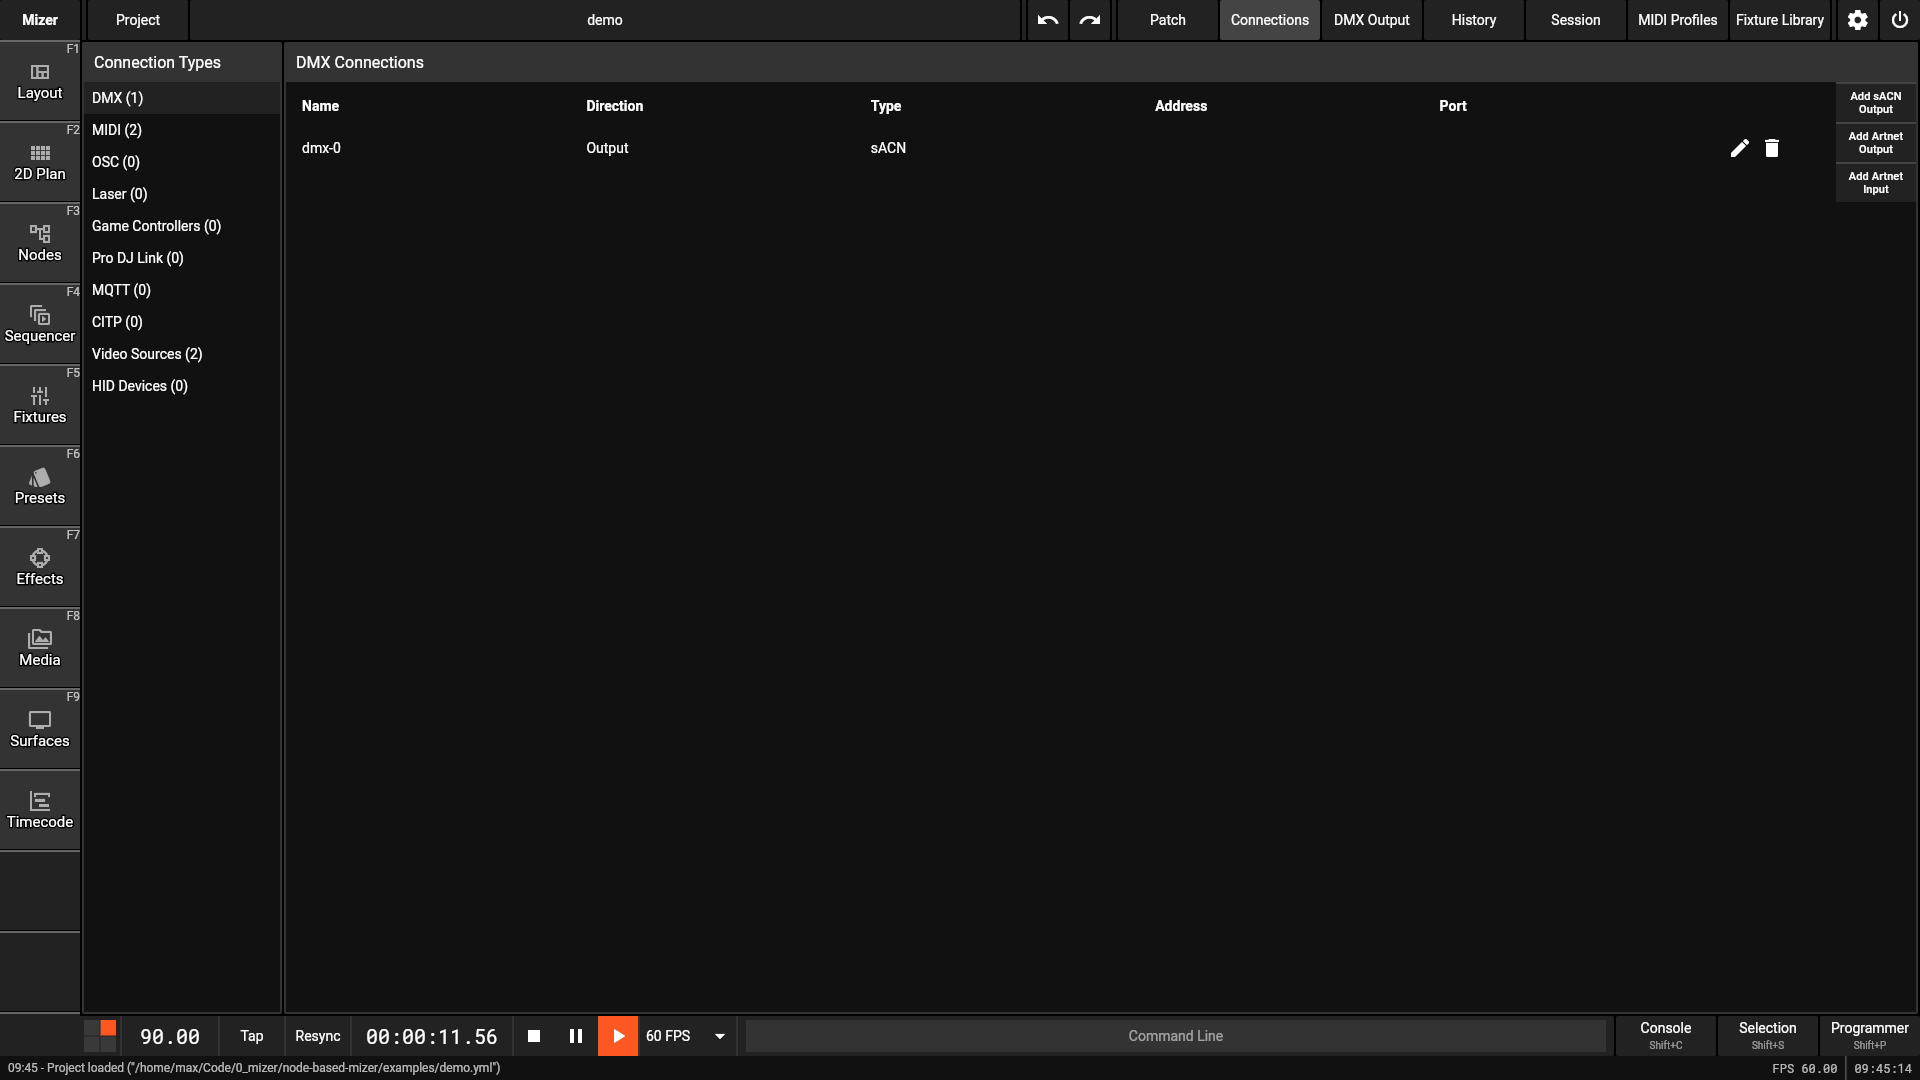 Mizer
Project
demo
Patch
Connections
DMX Output
History
Session
MIDI Profiles
Fixture Library
F1
Layout
F2
2D Plan
F3
Nodes
F4
Sequencer
F5
Fixtures
F6
Presets
F7
Effects
F8
Media
F9
Surfaces
Timecode
Connection Types
DMX (1)
MIDI (2)
OSC (0)
Laser (0)
Game Controllers (0)
Pro DJ Link (0)
MQTT (0)
CITP (0)
Video Sources (2)
HID Devices (0)
DMX Connections
Name Direction Type Address Port
dmx-0 Output sACN
Add sACN
Output
Add Artnet
Output
Add Artnet
Input
90.00
Tap
Resync
00:00:11.56
60 FPS
Command Line
Console
Shift+C
Selection
Shift+S
Programmer
Shift+P
09:45 - Project loaded ("/home/max/Code/0_mizer/node-based-mizer/examples/demo.yml")
FPS 60.00
09:45:14